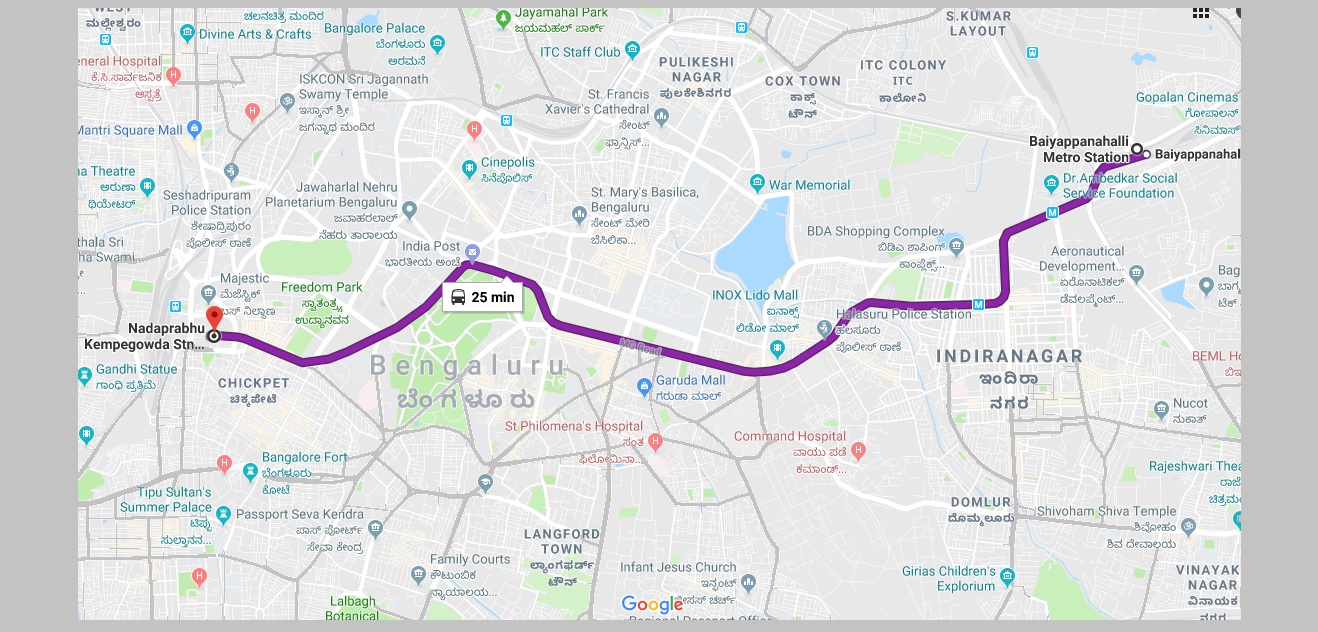 WEST
ಮಲ್ಲೇಶ್ವರಂ
ಚಲನಚಿತ್ರ ಮಂದಿರ
Divine Arts & Crafts
Bangalore Palace
ಬೆಂಗಳೂರು
ಅರಮನೆ
Jayamahal Park
ಜಯಮಹಲ್ ಪಾರ್ಕ್
ITC Staff Club
PULIKESHI
NAGAR
ಪುಲಕೇಶಿನಗರ
COX TOWN
ಕಾಕ್ಸ್
ಟೌನ್
S.KUMAR
LAYOUT
ITC COLONY
ITC
ಕಾಲೋನಿ
Gopalan Cinemas
ಗೋಪಾಲನ್
ಸಿನಿಮಾಸ್
eneral Hospital
ಕೆ.ಸಿ.ಸಾರ್ವಜನಿಕ
ಆಸ್ಪತ್ರೆ
ISKCON Sri Jagannath
Swamy Temple
ಇಸ್ಕಾನ್ ಶ್ರೀ
ಜಗನ್ನಾಥ ಮಂದಿರ
St. Francis
Xavier's Cathedral
ಸೇಂಟ್
ಫ್ರಾನ್ಸಿಸ್...
Mantri Square Mall
Baiyappanahalli
Metro Station
Baiyappanahal
Cinepolis
ಸಿನೆಪೊಲಿಸ್
a Theatre
ಅರುಣಾ
ಥಿಯೇಟರ್
Seshadripuram
Police Station
ಶೇಷಾದ್ರಿಪುರಂ
ಪೊಲೀಸ್ ಠಾಣೆ
Jawaharlal Nehru
Planetarium Bengaluru
ಜವಾಹರಲಾಲ್
ನೆಹರು ತಾರಾಲಯ
St. Mary's Basilica,
Bengaluru
ಸೇಂಟ್ ಮೇರಿ
ಬೆಸಿಲಿಕಾ...
War Memorial
Dr.Ambedkar Social
Service Foundation
thala Sri
ha Swami...
India Post
ಭಾರತೀಯ ಅಂಚೆ
BDA Shopping Complex
ಬಿಡಿಎ ಶಾಪಿಂಗ್
ಕಾಂಪ್ಲೆಕ್ಸ್...
Aeronautical
Development...
ಏರೊನಾಟಿಕಲ್
ಡೆವಲಪ್ಮೆಂಟ್...
Bag
ಬಾಗ
ಟೆಕ್
Majestic
ಮೆಜೆಸ್ಟಿಕ್
ಬಸ್ ನಿಲ್ದಾಣ
Freedom Park
ಸ್ವಾತಂತ್ರ್ಯ
ಉದ್ಯಾನವನ
25 min
INOX Lido Mall
ಐನಾಕ್ಸ್
ಲಿಡೋ ಮಾಲ್
Halasuru Police Station
ಹಲಸೂರು
ಪೊಲೀಸ್ ಠಾಣೆ
Nadaprabhu
Kempegowda Stn...
MG Road
Bengaluru
ಬೆಂಗಳೂರು
INDIRANAGAR
ಇಂದಿರಾ
ನಗರ
BEML Ho
Gandhi Statue
ಗಾಂಧಿ ಪ್ರತಿಮೆ
CHICKPET
ಚಿಕ್ಕಪೇಟೆ
Garuda Mall
ಗರುಡಾ ಮಾಲ್
Nucot
ನುಕಾತ್
St Philomena's Hospital
ಸಂತ
ಫಿಲೋಮಿನಾ...
Command Hospital
ವಾಯು ಪಡೆ
ಕಮಾಂಡ್...
Bangalore Fort
ಬೆಂಗಳೂರು
ಕೋಟೆ
Rajeshwari Thea
ರಾಜೆ
ಚಿತ್ರಮ
Tipu Sultan's
Summer Palace
ಟಿಪ್ಪು
ಸುಲ್ತಾನನ...
Passport Seva Kendra
ಪಾಸ್ ಪೋರ್ಟ್
ಸೇವಾ ಕೇಂದ್ರ
DOMLUR
ದೊಮ್ಮಲೂರು
Shivoham Shiva Temple
ಶಿವೋಹಂ
ಶಿವ ದೇವಾಲಯ
LANGFORD
TOWN
ಲ್ಯಾಂಗಫರ್ಡ್
ಟೌನ್
Family Courts
ಕೌಟುಂಬಿಕ
ನ್ಯಾಯಾಲಯ...
Infant Jesus Church
ಇನ್ಫಂಟ್
ಜೀಸಸ್ ಚರ್ಚ್
Girias Children's
Explorium
VINAYAK
NAGAR
ವಿನಾಯಕ
ನಗರ
Lalbagh
Botanical
Google
Regional Passport Office